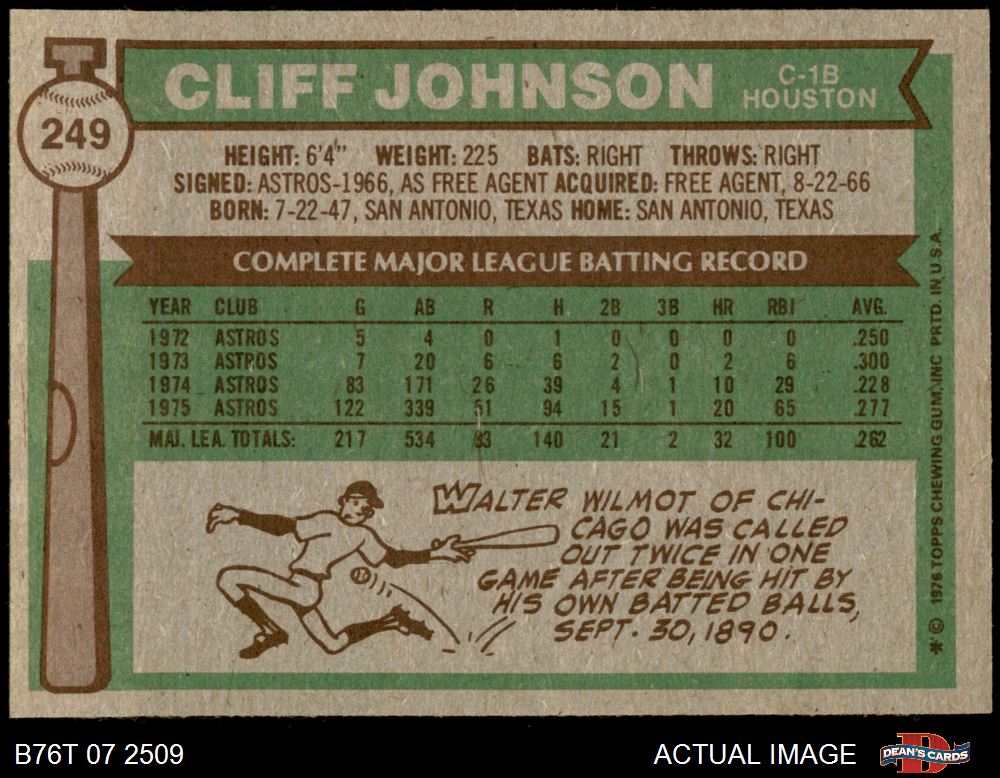 CLIFF JOHNSON
C-1B
HOUSTON
249
HEIGHT: 6'4" WEIGHT: 225 BATS: RIGHT THROWS: RIGHT
SIGNED: ASTROS-1966, AS FREE AGENT ACQUIRED: FREE AGENT, 8-22-66
BORN: 7-22-47, SAN ANTONIO, TEXAS HOME: SAN ANTONIO, TEXAS
COMPLETE MAJOR LEAGUE BATTING RECORD
YEAR CLUB G AB R H 2B 3B HR RBI AVG.
1972 ASTROS 5 4 0 1 0 0 0 0 .250
1973 ASTROS 7 20 6 6 2 0 2 6 .300
1974 ASTROS 83 171 26 39 4 1 10 29 .228
1975 ASTROS 122 339 51 94 15 1 20 65 .277
MAJ. LEA. TOTALS: 217 534 83 140 21 2 32 100 .262
WALTER WILMOT OF CHI-
CAGO WAS CALLED
OUT TWICE IN ONE
GAME AFTER BEING HIT BY
HIS OWN BATTED BALLS,
SEPT. 30, 1890.
* © 1976 TOPPS CHEWING GUM, INC PRTD. IN U.S.A.
B76T 07 2509
ACTUAL IMAGE
DEAN'S CARDS